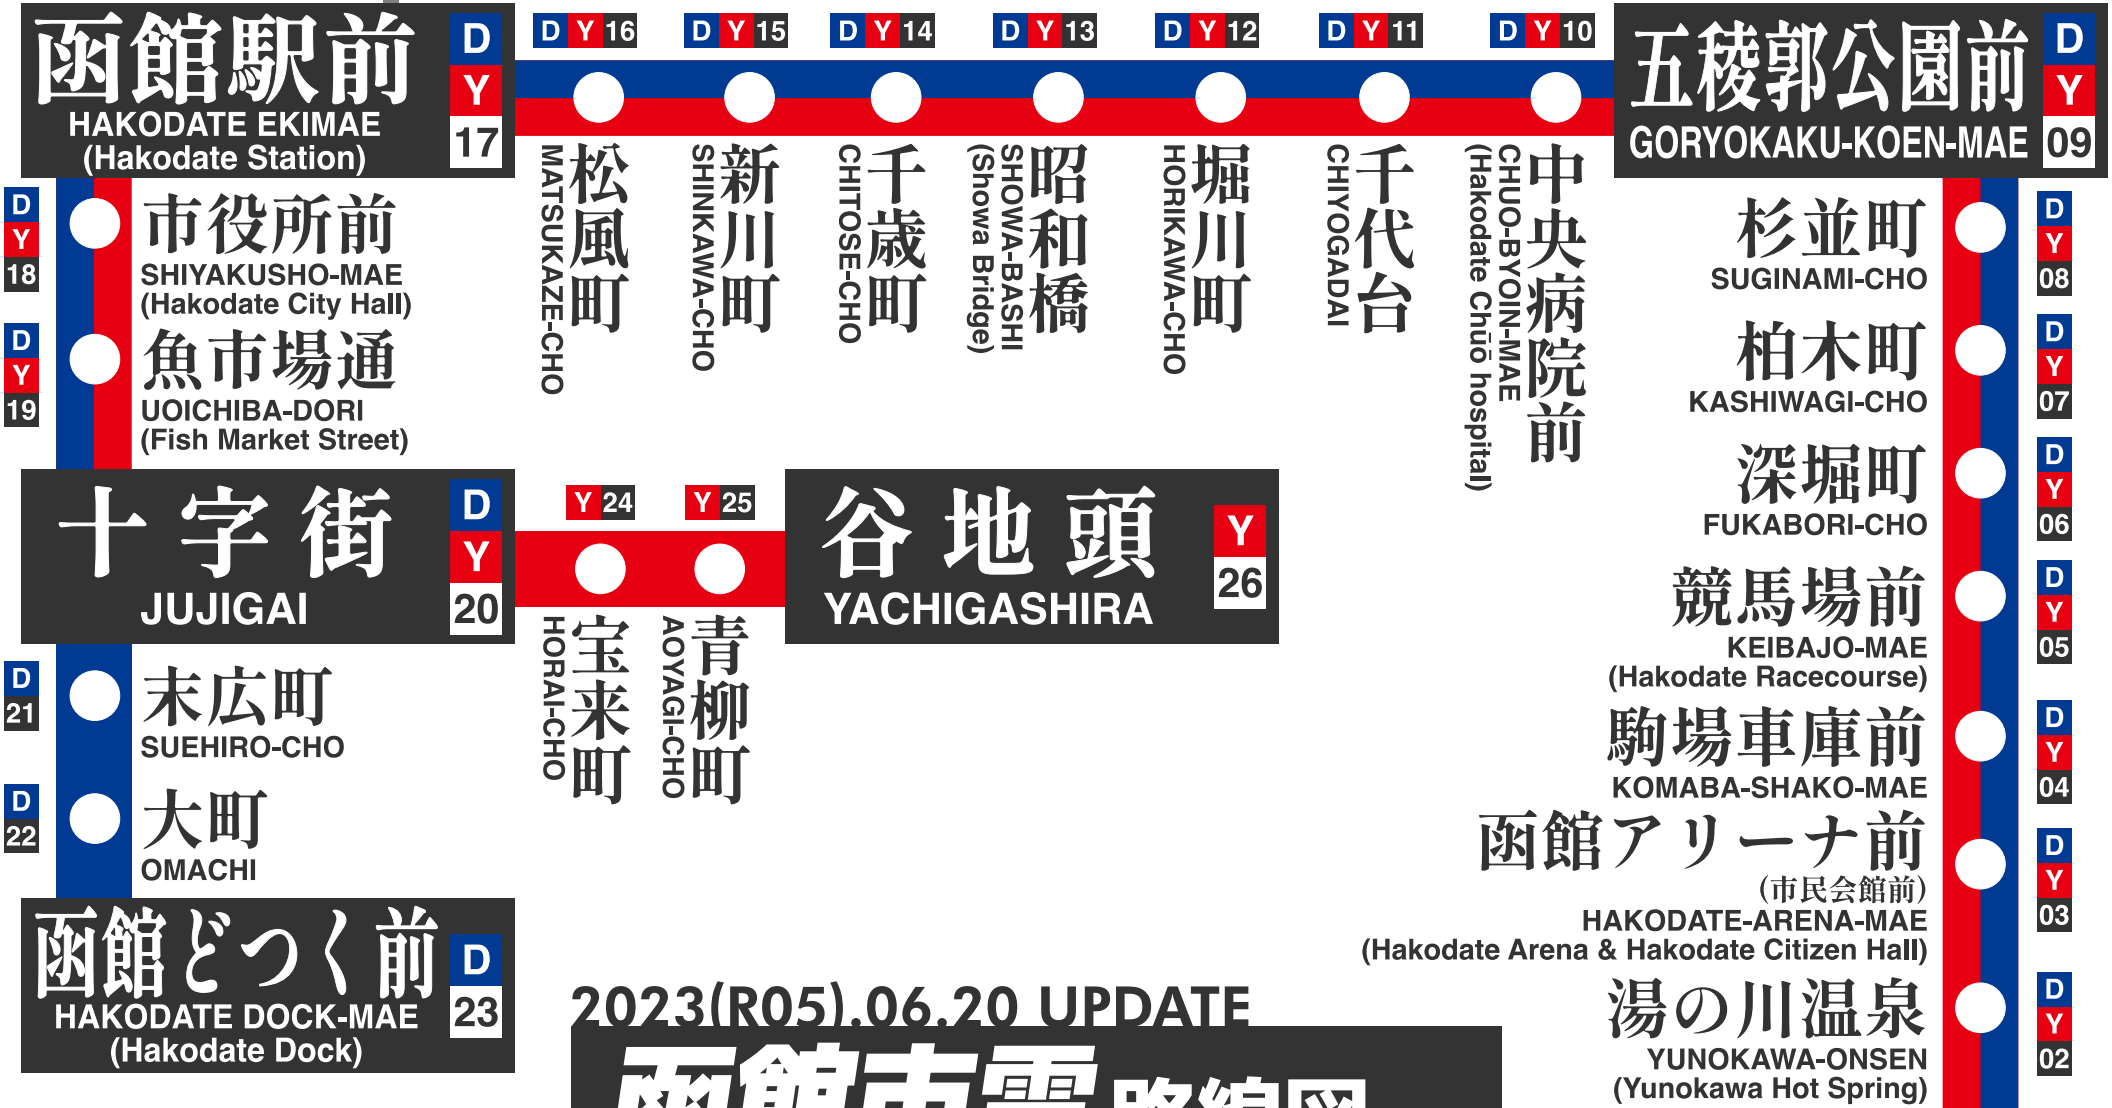 函館駅前
HAKODATE EKIMAE
(Hakodate Station)
D
Y
17
D Y 16
松風町
MATSUKAZE-CHO
D Y 15
新川町
SHINKAWA-CHO
D Y 14
千歳町
CHITOSE-CHO
D Y 13
昭和橋
SHOWA-BASHI
(Showa Bridge)
D Y 12
堀川町
HORIKAWA-CHO
D Y 11
千代台
CHIYOGADAI
D Y 10
中央病院前
CHUO-BYOIN-MAE
(Hakodate Chūō hospital)
五稜郭公園前
GORYOKAKU-KOEN-MAE
D
Y
09
D
Y
18
市役所前
SHIYAKUSHO-MAE
(Hakodate City Hall)
D
Y
19
魚市場通
UOICHIBA-DORI
(Fish Market Street)
十字街
JUJIGAI
D
Y
20
Y 24
宝来町
HORAI-CHO
Y 25
青柳町
AOYAGI-CHO
谷地頭
YACHIGASHIRA
Y
26
D
21
末広町
SUEHIRO-CHO
D
22
大町
OMACHI
函館どつく前
HAKODATE DOCK-MAE
(Hakodate Dock)
D
23
杉並町
SUGINAMI-CHO
D
Y
08
柏木町
KASHIWAGI-CHO
D
Y
07
深堀町
FUKABORI-CHO
D
Y
06
競馬場前
KEIBAJO-MAE
(Hakodate Racecourse)
D
Y
05
駒場車庫前
KOMABA-SHAKO-MAE
D
Y
04
函館アリーナ前
(市民会館前)
HAKODATE-ARENA-MAE
(Hakodate Arena & Hakodate Citizen Hall)
D
Y
03
湯の川温泉
YUNOKAWA-ONSEN
(Yunokawa Hot Spring)
D
Y
02
2023(R05).06.20 UPDATE
函館市電 路線図